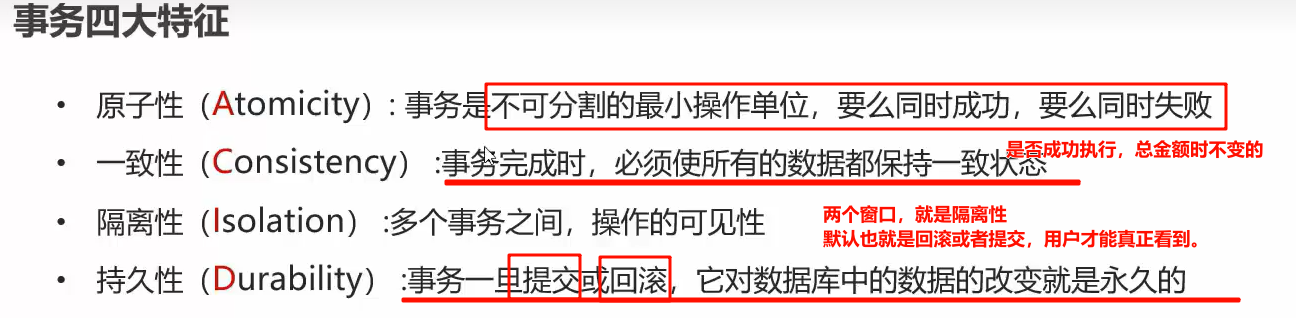 事务四大特征
• 原子性（Atomicity）: 事务是不可分割的最小操作单位，要么同时成功，要么同时失败
• 一致性（Consistency） :事务完成时，必须使所有的数据都保持一致状态
是否成功执行，总金额时不变的
• 隔离性（Isolation） :多个事务之间，操作的可见性
两个窗口，就是隔离性
默认也就是回滚或者提交，用户才能真正看到。
• 持久性（Durability） :事务一旦提交或回滚，它对数据库中的数据的改变就是永久的